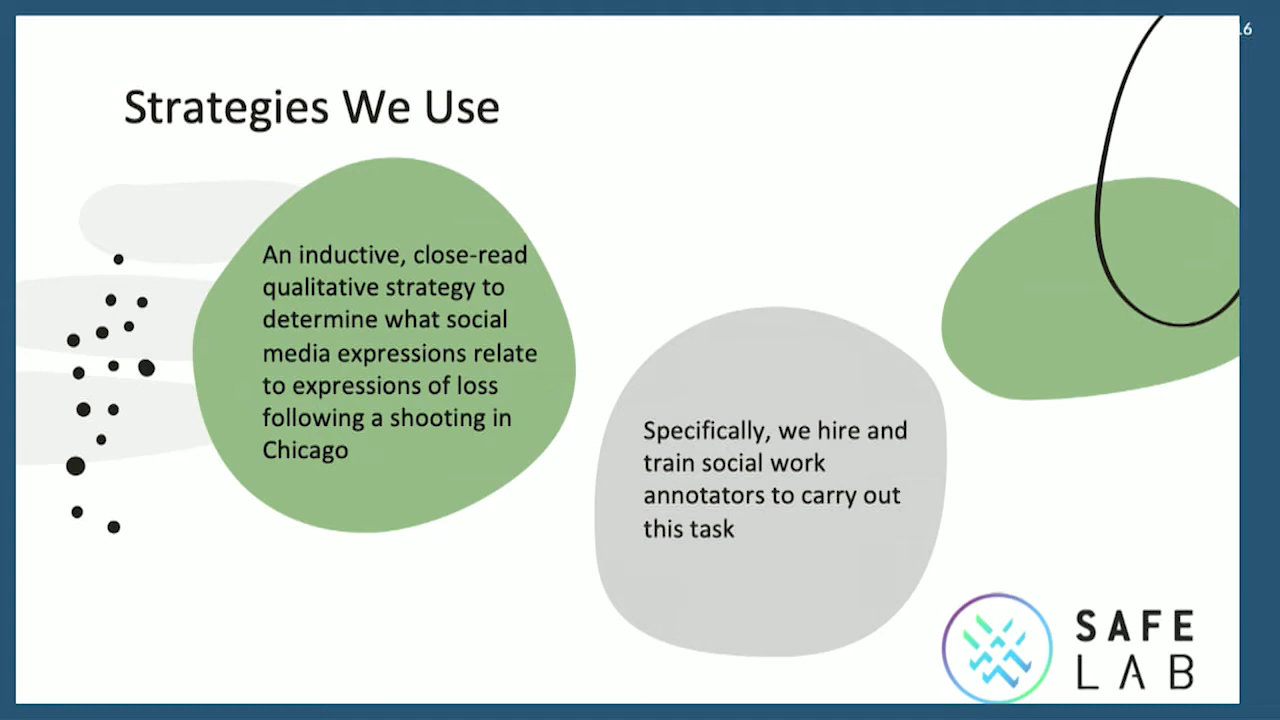 Strategies We Use
An inductive, close-read
qualitative strategy to
determine what social
media expressions relate
to expressions of loss
following a shooting in
Chicago
Specifically, we hire and
train social work
annotators to carry out
this task
SAFE
LAB